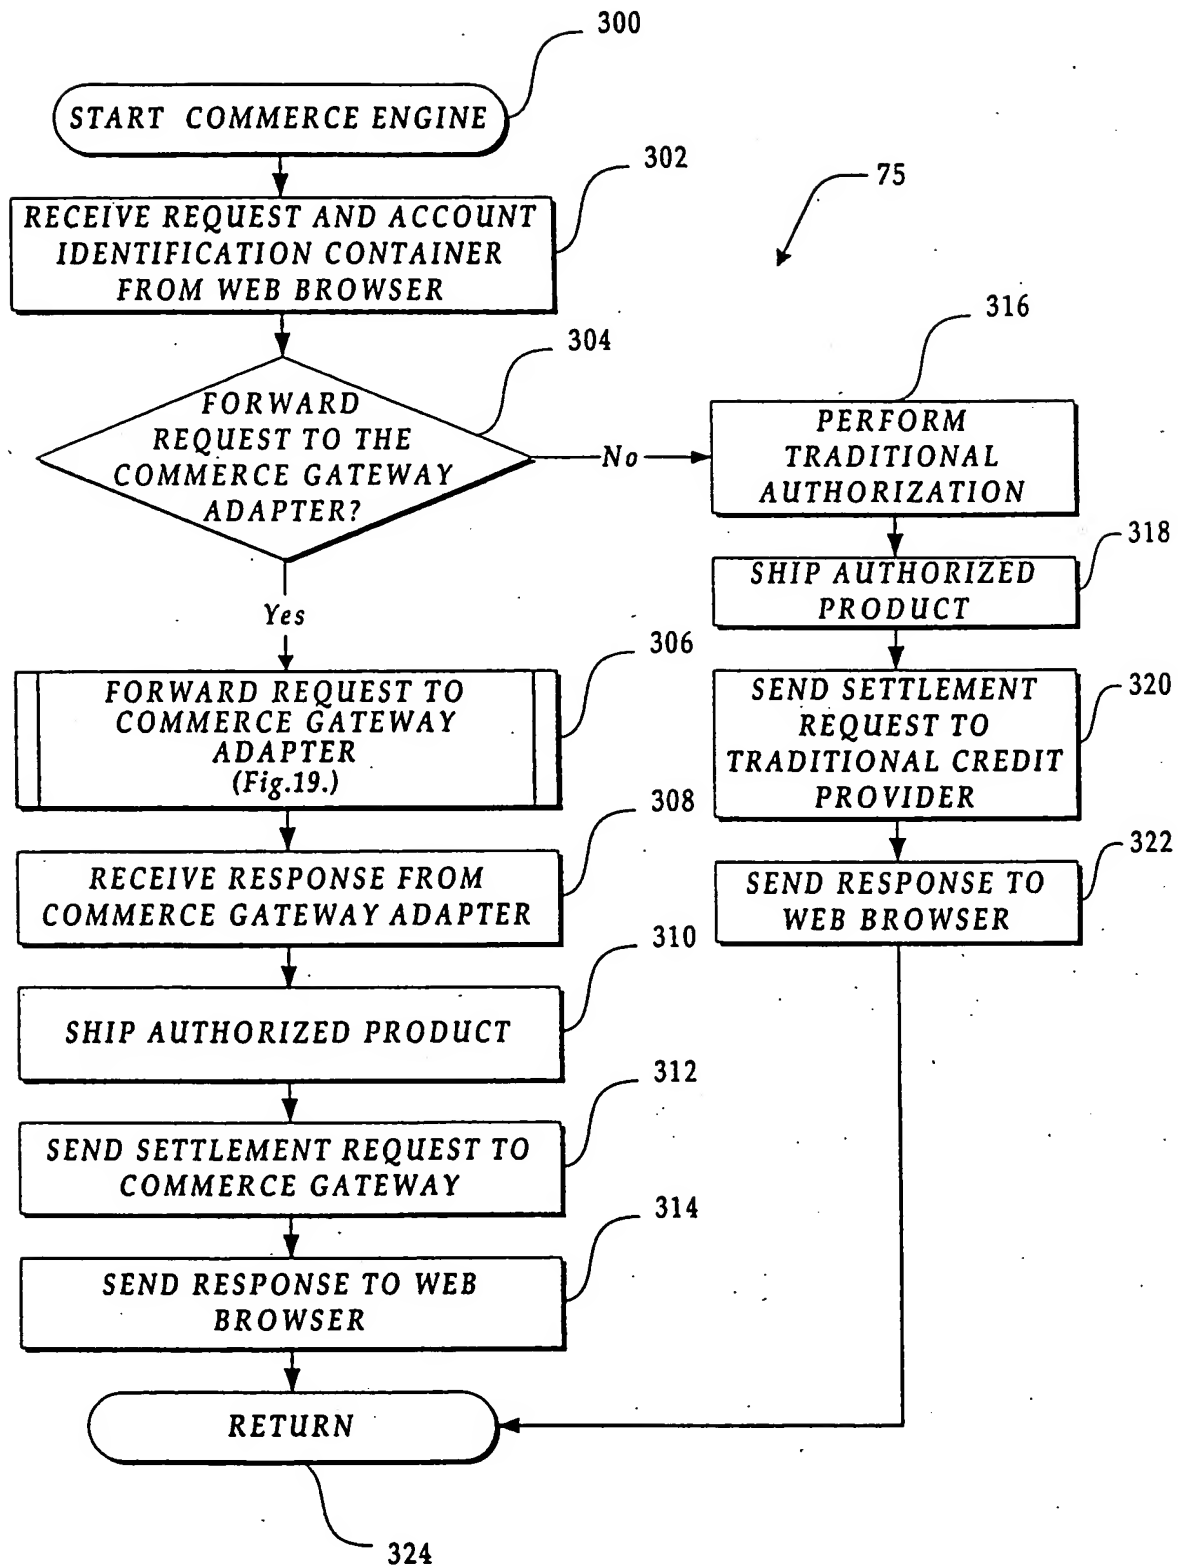 300
START COMMERCE ENGINE
302
RECEIVE REQUEST AND ACCOUNT
IDENTIFICATION CONTAINER
FROM WEB BROWSER
75
304
FORWARD
REQUEST TO THE
COMMERCE GATEWAY
ADAPTER?
No
Yes
316
PERFORM
TRADITIONAL
AUTHORIZATION
318
SHIP AUTHORIZED
PRODUCT
320
SEND SETTLEMENT
REQUEST TO
TRADITIONAL CREDIT
PROVIDER
322
SEND RESPONSE TO
WEB BROWSER
306
FORWARD REQUEST TO
COMMERCE GATEWAY
ADAPTER
(Fig.19.)
308
RECEIVE RESPONSE FROM
COMMERCE GATEWAY ADAPTER
310
SHIP AUTHORIZED PRODUCT
312
SEND SETTLEMENT REQUEST TO
COMMERCE GATEWAY
314
SEND RESPONSE TO WEB
BROWSER
RETURN
324